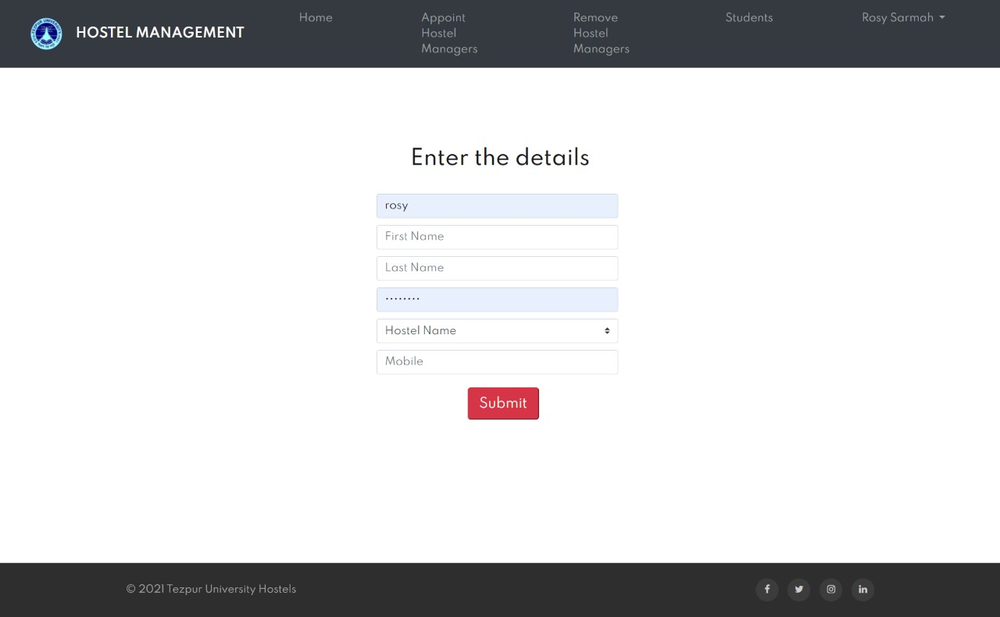 HOSTEL MANAGEMENT
Home
Appoint
Hostel
Managers
Remove
Hostel
Managers
Students
Rosy Sarmah
Enter the details
rosy
First Name
Last Name
••••••••
Hostel Name
Mobile
Submit
© 2021 Tezpur University Hostels